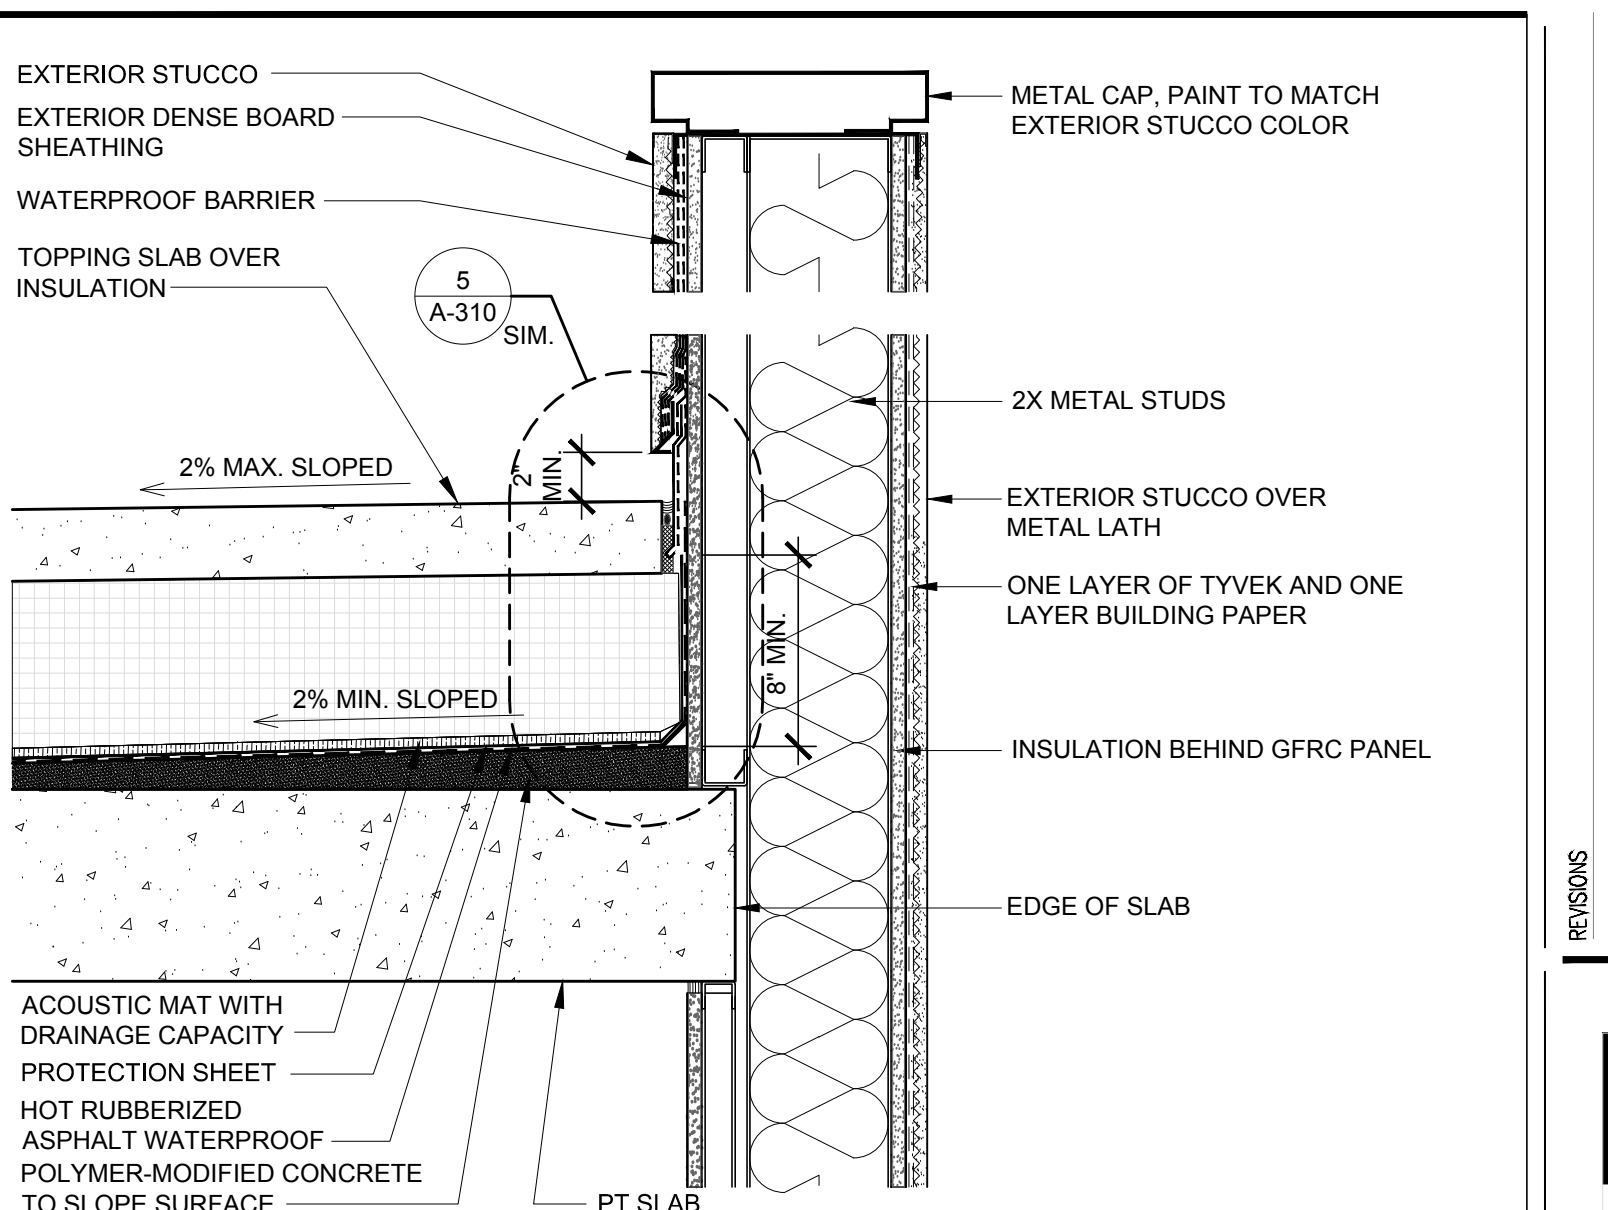 EXTERIOR STUCCO
EXTERIOR DENSE BOARD
SHEATHING
WATERPROOF BARRIER
TOPPING SLAB OVER
INSULATION
5
A-310
SIM.
2% MAX. SLOPED
2"
MIN.
2% MIN. SLOPED
8" MIN.
METAL CAP, PAINT TO MATCH
EXTERIOR STUCCO COLOR
2X METAL STUDS
EXTERIOR STUCCO OVER
METAL LATH
ONE LAYER OF TYVEK AND ONE
LAYER BUILDING PAPER
INSULATION BEHIND GFRC PANEL
EDGE OF SLAB
ACOUSTIC MAT WITH
DRAINAGE CAPACITY
PROTECTION SHEET
HOT RUBBERIZED
ASPHALT WATERPROOF
POLYMER-MODIFIED CONCRETE
TO SLOPE SURFACE
PT SLAB
REVISIONS